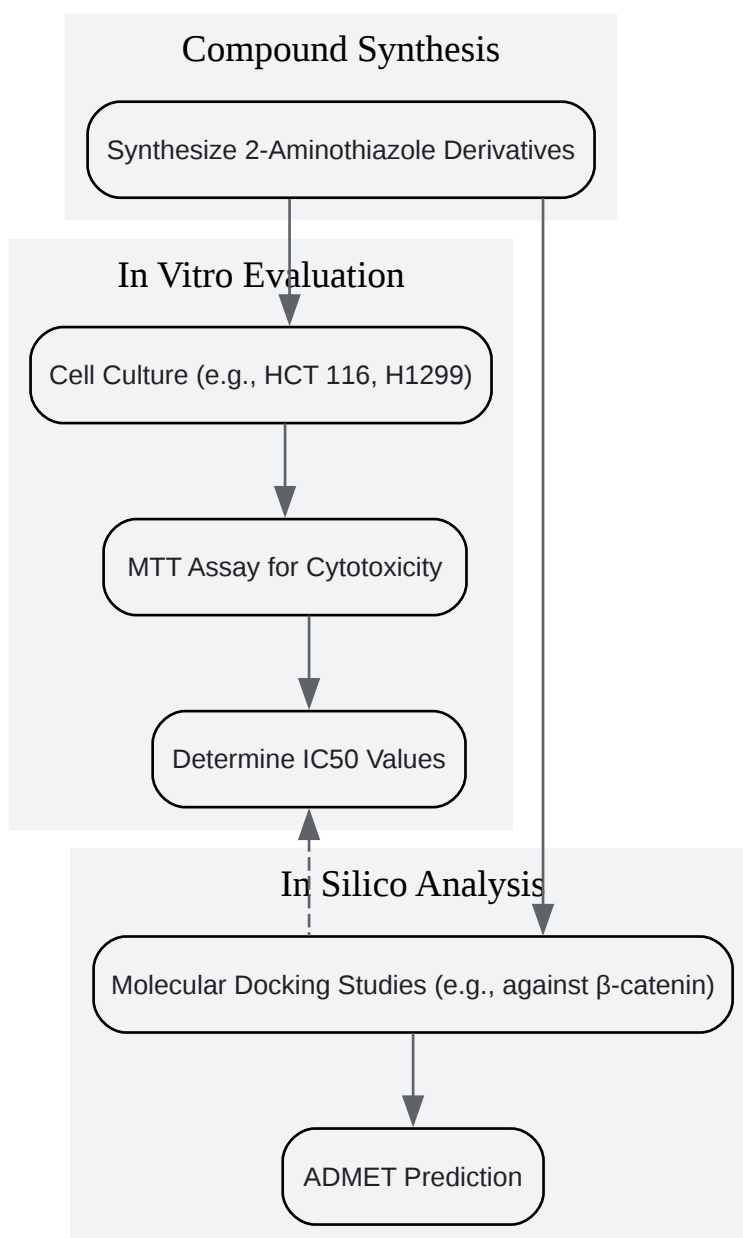 Compound Synthesis
Synthesize 2-Aminothiazole Derivatives
In Vitro Evaluation
Cell Culture (e.g., HCT 116, H1299)
MTT Assay for Cytotoxicity
Determine IC50 Values
In Silico Analysis
Molecular Docking Studies (e.g., against β-catenin)
ADMET Prediction